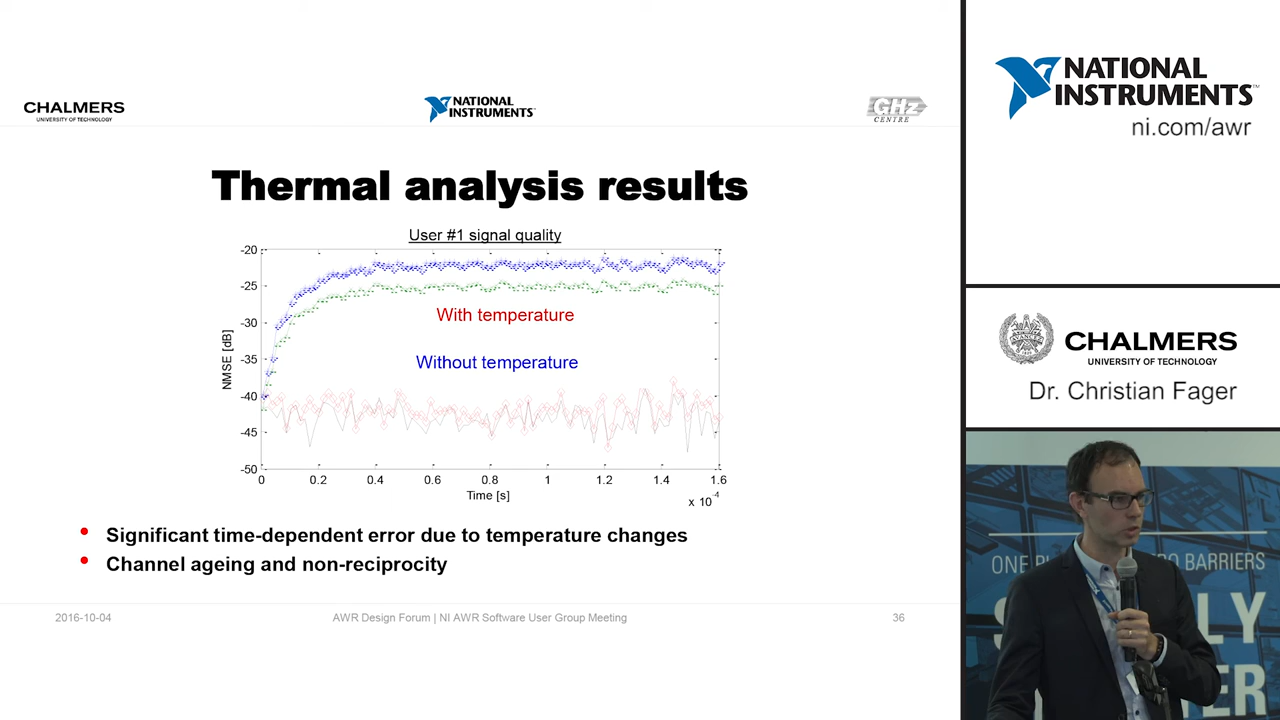 CHALMERS
UNIVERSITY OF TECHNOLOGY
NATIONAL
INSTRUMENTS
GHz
CENTRE
Thermal analysis results
User #1 signal quality
-20
-25
-30
-35
-40
-45
-50
NMSE [dB]
With temperature
Without temperature
0 0.2 0.4 0.6 0.8 1 1.2 1.4 1.6
Time [s]
x 10-4
• Significant time-dependent error due to temperature changes
• Channel ageing and non-reciprocity
2016-10-04 AWR Design Forum | NI AWR Software User Group Meeting 36
NATIONAL
INSTRUMENTS™
ni.com/awr
CHALMERS
UNIVERSITY OF TECHNOLOGY
Dr. Christian Fager
ONE BARRIERS